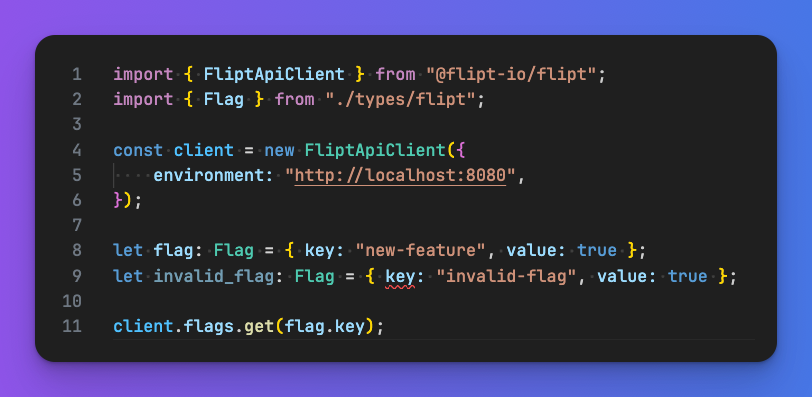 1 import { FliptApiClient } from "@flipt-io/flipt";
2 import { Flag } from "./types/flipt";
3
4 const client = new FliptApiClient({
5     environment: "http://localhost:8080",
6 });
7
8 let flag: Flag = { key: "new-feature", value: true };
9 let invalid_flag: Flag = { key: "invalid-flag", value: true };
10
11 client.flags.get(flag.key);